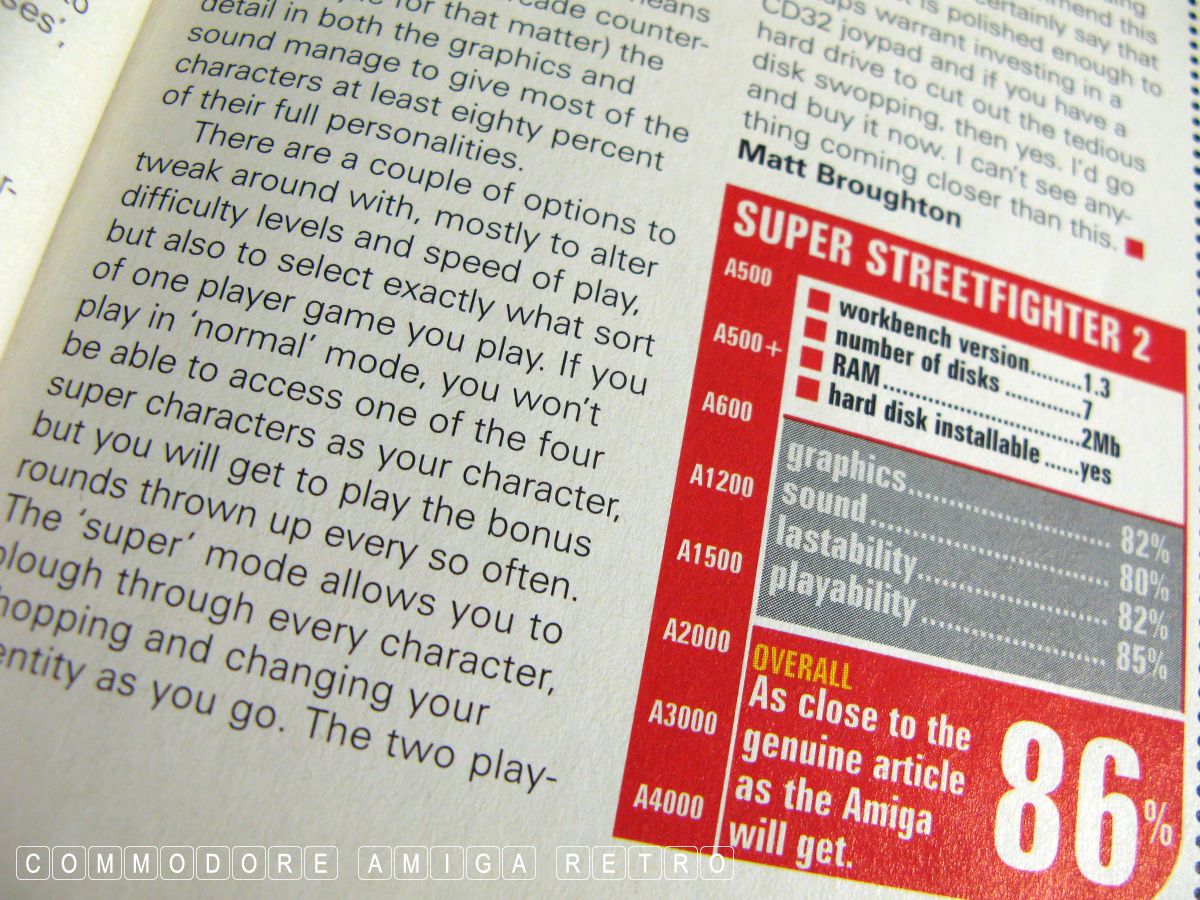 detail in both the graphics and
sound manage to give most of the
characters at least eighty percent
of their full personalities.
There are a couple of options to
tweak around with, mostly to alter
difficulty levels and speed of play,
but also to select exactly what sort
of one player game you play. If you
play in ‘normal’ mode, you won’t
be able to access one of the four
super characters as your character,
but you will get to play the bonus
rounds thrown up every so often.
The ‘super’ mode allows you to
plough through every character,
hopping and changing your
entity as you go. The two play-
certainly say that
is polished enough to
warrant investing in a
CD32 joypad and if you have a
hard drive to cut out the tedious
disk swopping, then yes. I’d go
and buy it now. I can’t see any-
thing coming closer than this.
Matt Broughton
SUPER STREETFIGHTER 2
A500
A500+
A600
A1200
A1500
A2000
A3000
A4000
workbench version.........1.3
number of disks ............7
RAM..............................2Mb
hard disk installable ......yes
graphics.............................. 82%
sound................................... 80%
lastability............................ 82%
playability........................... 85%
OVERALL
As close to the
genuine article
as the Amiga
will get.
86%
COMMODORE AMIGA RETRO